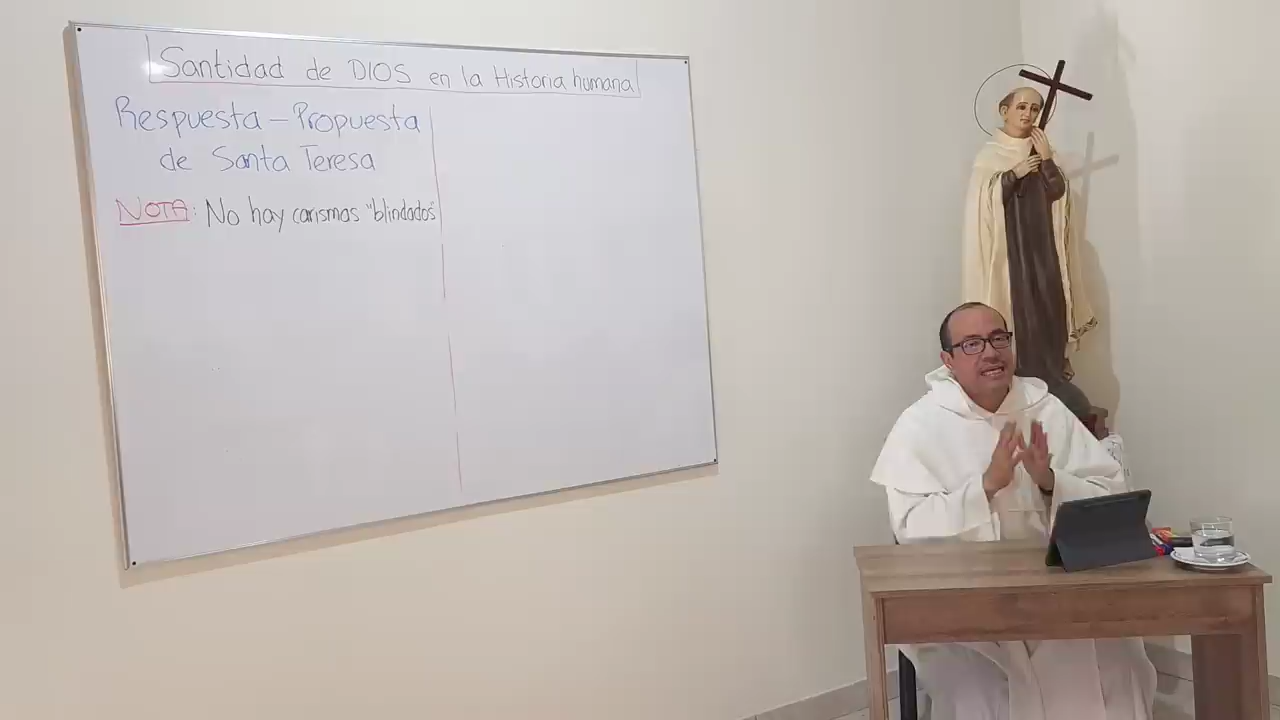 Santidad de DIOS en la Historia humana
Respuesta - Propuesta
de Santa Teresa
NOTA: No hay carismas "blindados"